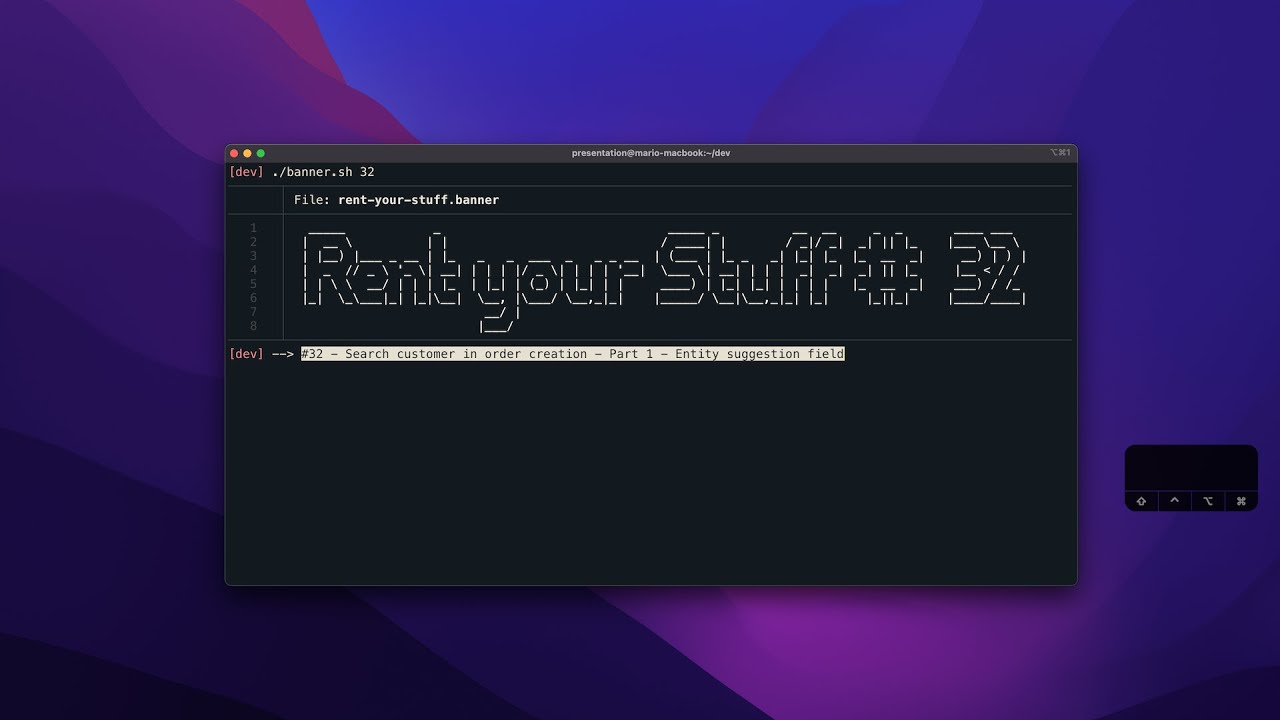 presentation@mario-macbook:~/dev
⌥⌘1
[dev] ./banner.sh 32
File: rent-your-stuff.banner
1
2
3
4
5
6
7
8
Rent your Stuff # 32
[dev] --> #32 - Search customer in order creation - Part 1 - Entity suggestion field
⇧ ^ ⌥ ⌘